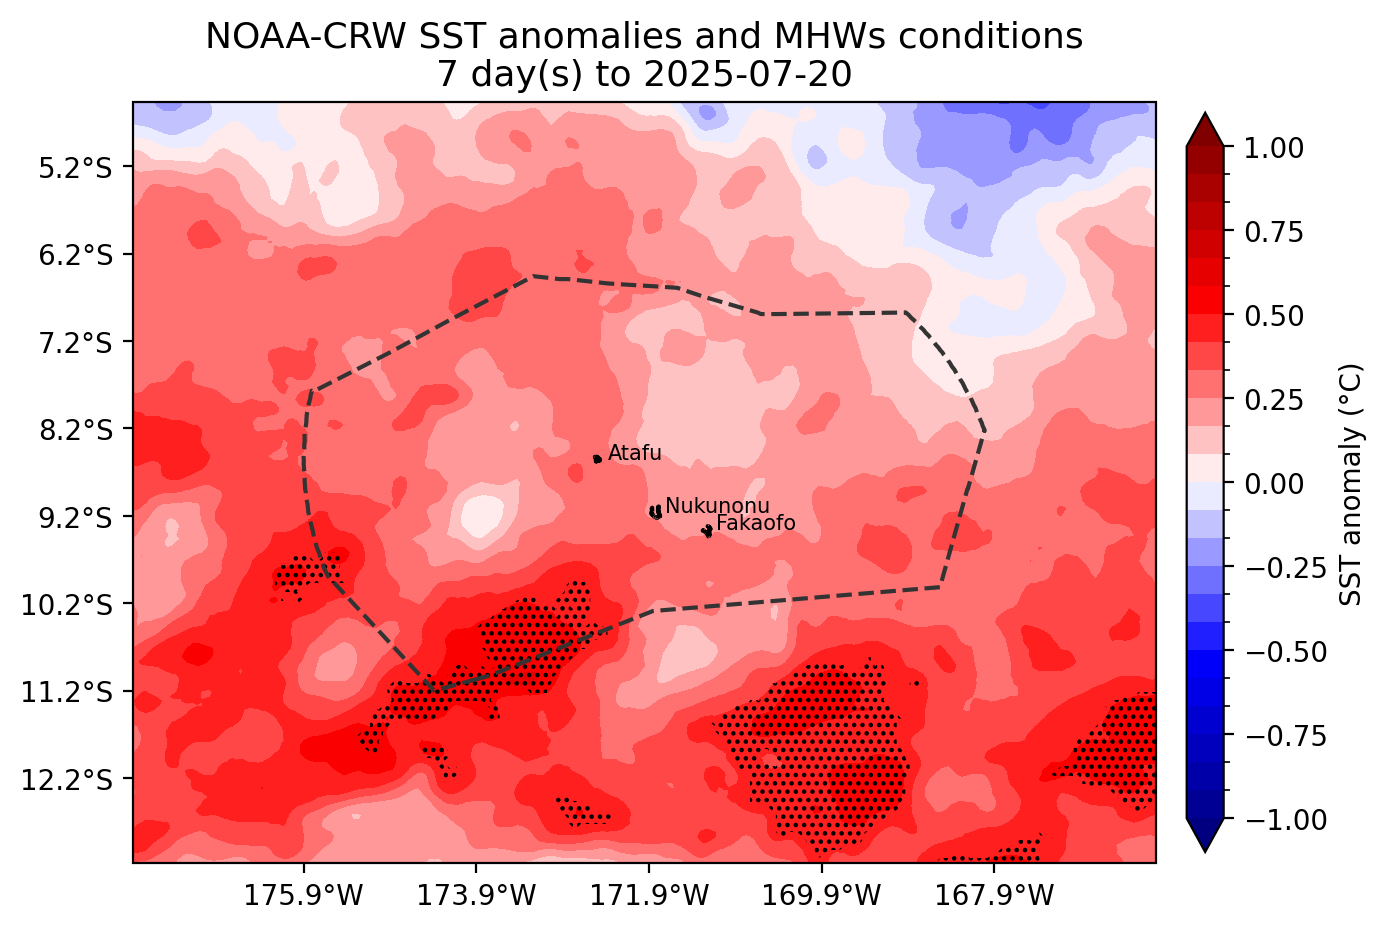 NOAA-CRW SST anomalies and MHWs conditions
7 day(s) to 2025-07-20
5.2°S
6.2°S
7.2°S
8.2°S
9.2°S
10.2°S
11.2°S
12.2°S
Atafu
Nukunonu
Fakaofo
175.9°W
173.9°W
171.9°W
169.9°W
167.9°W
1.00
0.75
0.50
0.25
0.00
−0.25
−0.50
−0.75
−1.00
SST anomaly (°C)